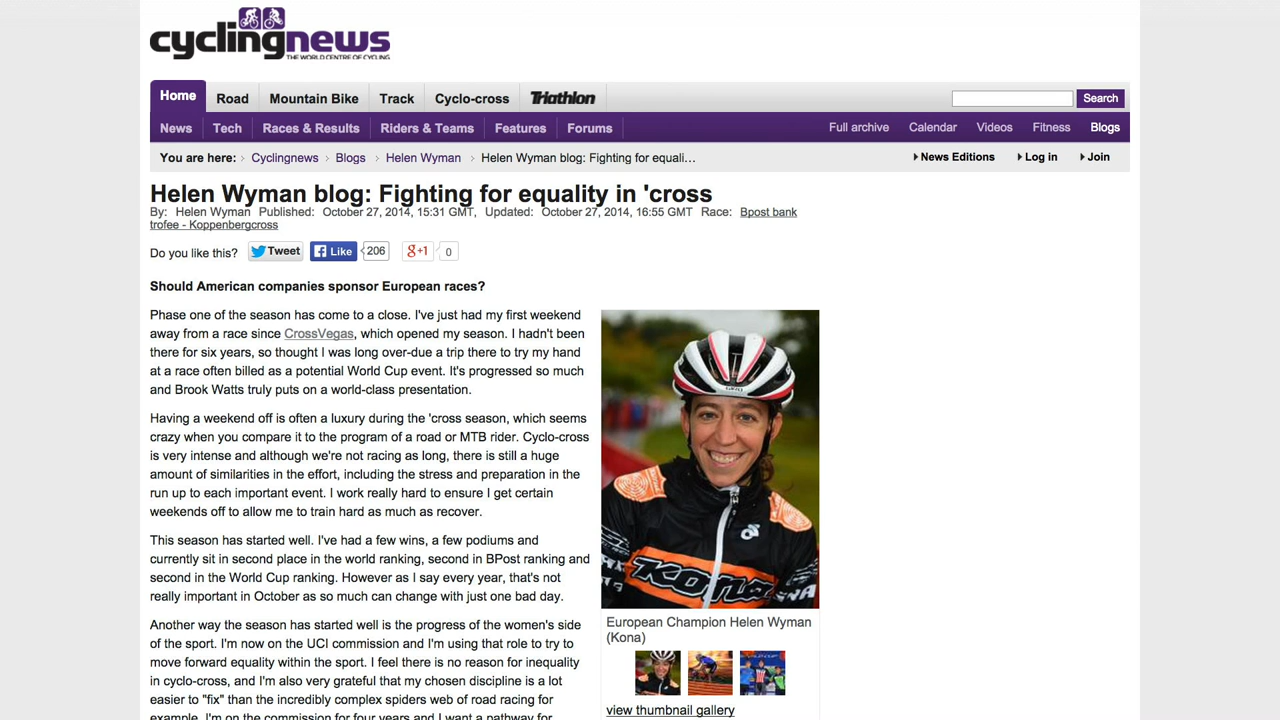 cyclingnews
THE WORLD CENTRE OF CYCLING
Home Road Mountain Bike Track Cyclo-cross Triathlon Search
News Tech Races & Results Riders & Teams Features Forums Full archive Calendar Videos Fitness Blogs
You are here: Cyclingnews Blogs Helen Wyman Helen Wyman blog: Fighting for equali... News Editions Log in Join
Helen Wyman blog: Fighting for equality in 'cross
By: Helen Wyman Published: October 27, 2014, 15:31 GMT, Updated: October 27, 2014, 16:55 GMT Race: Bpost bank
trofee - Koppenbergcross
Do you like this? Tweet Like 206 g+1 0
Should American companies sponsor European races?
Phase one of the season has come to a close. I've just had my first weekend
away from a race since CrossVegas, which opened my season. I hadn't been
there for six years, so thought I was long over-due a trip there to try my hand
at a race often billed as a potential World Cup event. It's progressed so much
and Brook Watts truly puts on a world-class presentation.
Having a weekend off is often a luxury during the 'cross season, which seems
crazy when you compare it to the program of a road or MTB rider. Cyclo-cross
is very intense and although we're not racing as long, there is still a huge
amount of similarities in the effort, including the stress and preparation in the
run up to each important event. I work really hard to ensure I get certain
weekends off to allow me to train hard as much as recover.
This season has started well. I've had a few wins, a few podiums and
currently sit in second place in the world ranking, second in BPost ranking and
second in the World Cup ranking. However as I say every year, that's not
really important in October as so much can change with just one bad day.
Another way the season has started well is the progress of the women's side
of the sport. I'm now on the UCI commission and I'm using that role to try to
move forward equality within the sport. I feel there is no reason for inequality
in cyclo-cross, and I'm also very grateful that my chosen discipline is a lot
easier to "fix" than the incredibly complex spiders web of road racing for
example. I'm on the commission for four years and I want a pathway for
KONA
European Champion Helen Wyman
(Kona)
view thumbnail gallery